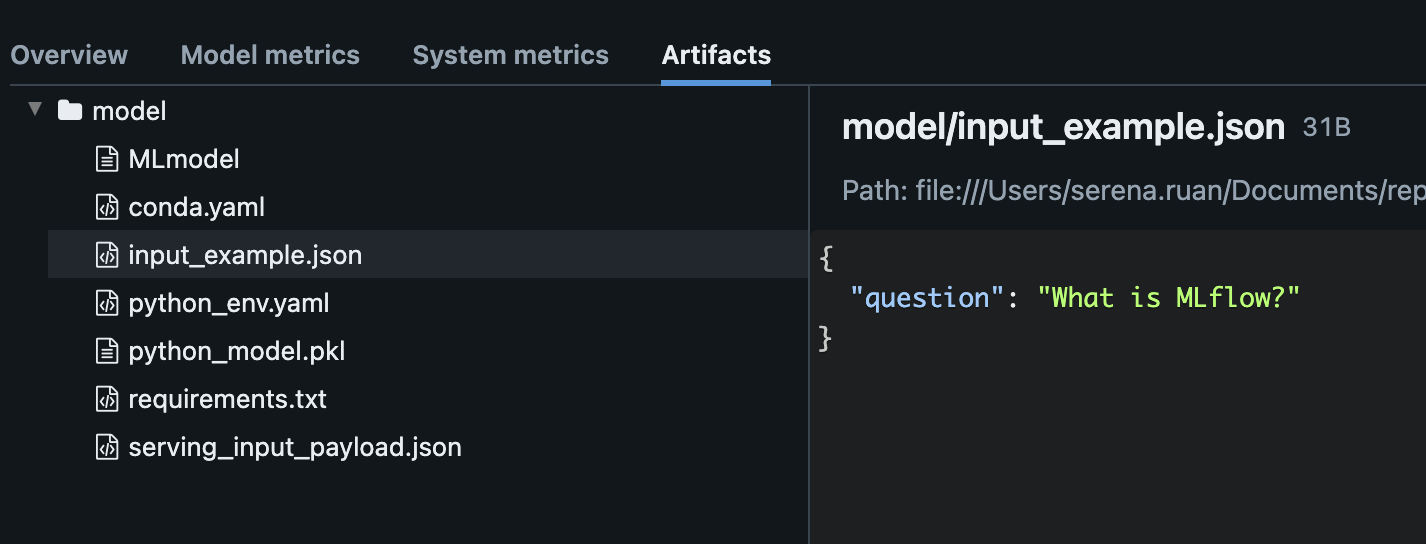 Overview Model metrics System metrics Artifacts
model
MLmodel
conda.yaml
input_example.json
python_env.yaml
python_model.pkl
requirements.txt
serving_input_payload.json
model/input_example.json 31B
Path: file:///Users/serena.ruan/Documents/rep
{
"question": "What is MLflow?"
}